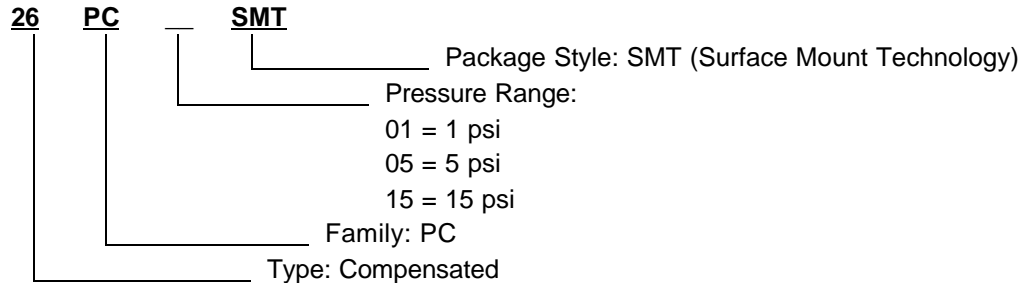 26 PC __ SMT
Package Style: SMT (Surface Mount Technology)
Pressure Range:
01 = 1 psi
05 = 5 psi
15 = 15 psi
Family: PC
Type: Compensated